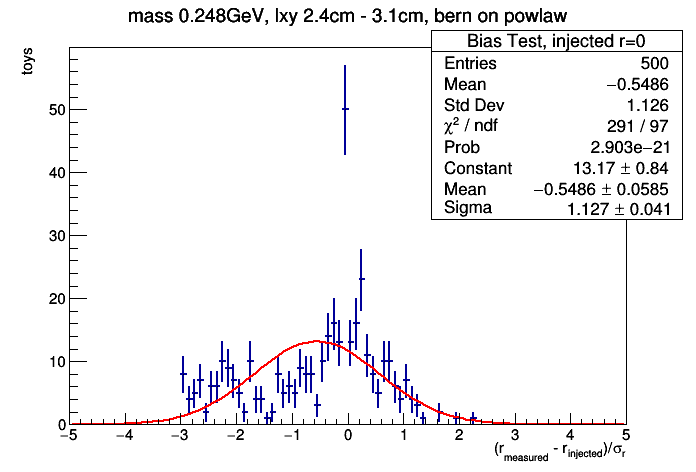 mass 0.248GeV, lxy 2.4cm - 3.1cm, bern on powlaw
toys
Bias Test, injected r=0
Entries 500
Mean −0.5486
Std Dev 1.126
χ² / ndf 291 / 97
Prob 2.903e−21
Constant 13.17 ± 0.84
Mean −0.5486 ± 0.0585
Sigma 1.127 ± 0.041
50
40
30
20
10
0
−5 −4 −3 −2 −1 0 1 2 3 4 5
(r_measured - r_injected)/σ_r